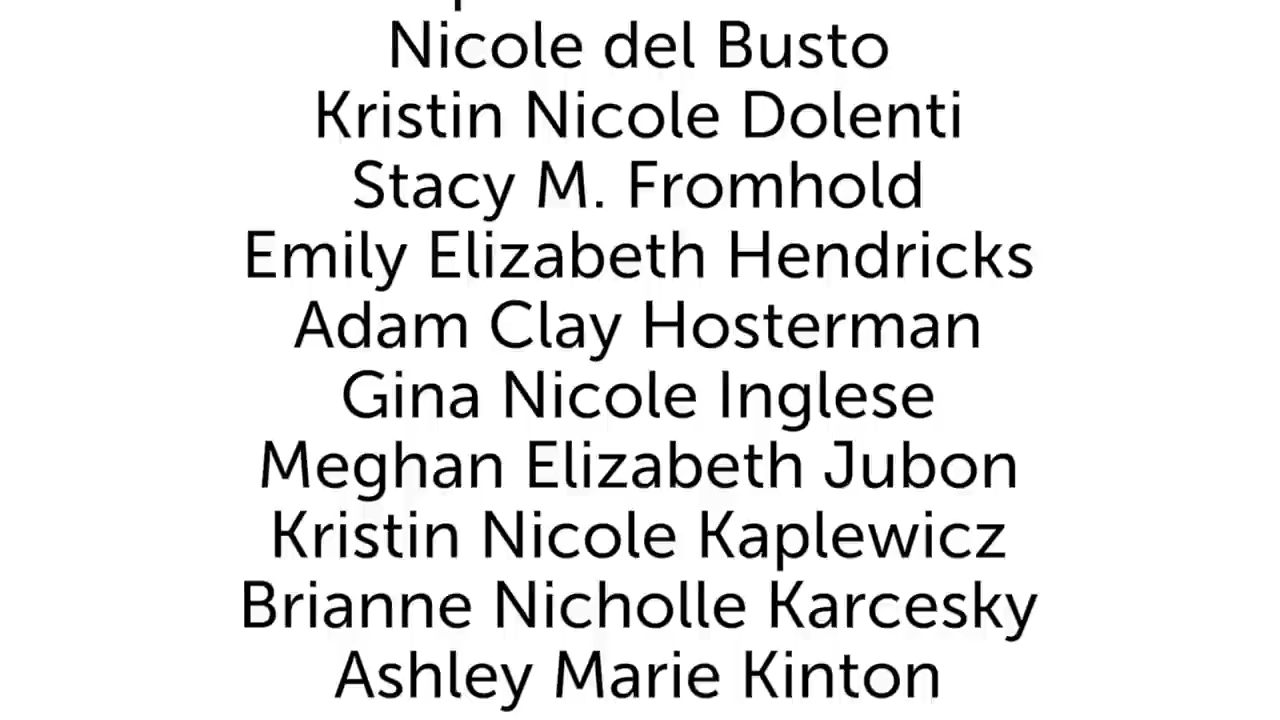 Nicole del Busto
Kristin Nicole Dolenti
Stacy M. Fromhold
Emily Elizabeth Hendricks
Adam Clay Hosterman
Gina Nicole Inglese
Meghan Elizabeth Jubon
Kristin Nicole Kaplewicz
Brianne Nicholle Karcesky
Ashley Marie Kinton